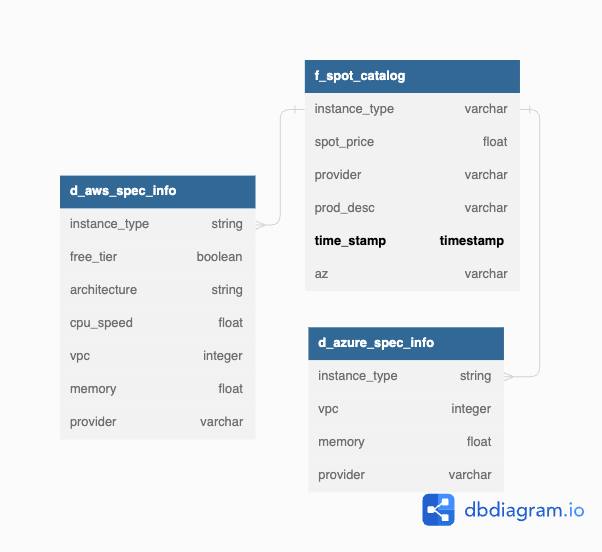 f_spot_catalog
instance_type varchar
spot_price float
provider varchar
prod_desc varchar
time_stamp timestamp
az varchar
d_aws_spec_info
instance_type string
free_tier boolean
architecture string
cpu_speed float
vpc integer
memory float
provider varchar
d_azure_spec_info
instance_type string
vpc integer
memory float
provider varchar
dbdiagram.io